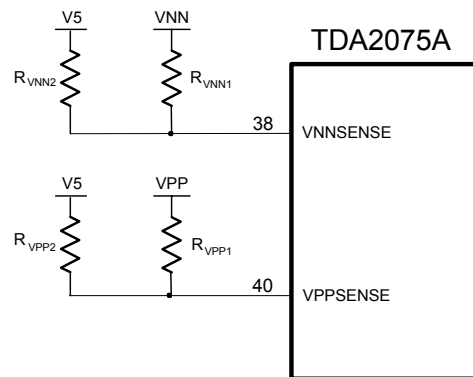 V5 VNN
TDA2075A
RVNN2 RVNN1
38 VNNSENSE
V5 VPP
RVPP2 RVPP1
40 VPPSENSE